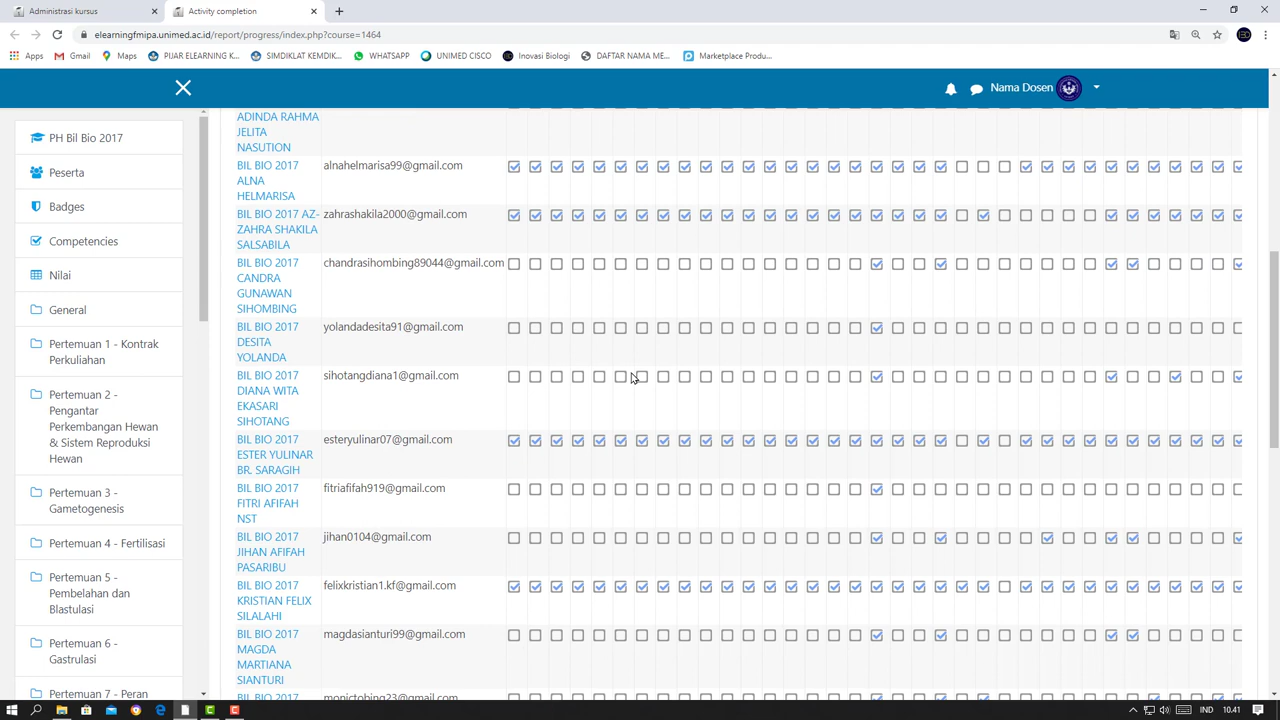 Administrasi kursus
Activity completion
elearningfmipa.unimed.ac.id/report/progress/index.php?course=1464
Apps
Gmail
Maps
PIJAR ELEARNING K...
SIMDIKLAT KEMDIK...
WHATSAPP
UNIMED CISCO
Inovasi Biologi
DAFTAR NAMA ME...
Marketplace Produ...
Nama Dosen
PH Bil Bio 2017
Peserta
Badges
Competencies
Nilai
General
Pertemuan 1 - Kontrak
Perkuliahan
Pertemuan 2 -
Pengantar
Perkembangan Hewan
& Sistem Reproduksi
Hewan
Pertemuan 3 -
Gametogenesis
Pertemuan 4 - Fertilisasi
Pertemuan 5 -
Pembelahan dan
Blastulasi
Pertemuan 6 -
Gastrulasi
Pertemuan 7 - Peran
ADINDA RAHMA
JELITA
NASUTION
BIL BIO 2017 alnahelmarisa99@gmail.com
ALNA
HELMARISA
BIL BIO 2017 AZ- zahrashakila2000@gmail.com
ZAHRA SHAKILA
SALSABILA
BIL BIO 2017 chandrasihombing89044@gmail.com
CANDRA
GUNAWAN
SIHOMBING
BIL BIO 2017 yolandadesita91@gmail.com
DESITA
YOLANDA
BIL BIO 2017 sihotangdiana1@gmail.com
DIANA WITA
EKASARI
SIHOTANG
BIL BIO 2017 esteryulinar07@gmail.com
ESTER YULINAR
BR. SARAGIH
BIL BIO 2017 fitriafifah919@gmail.com
FITRI AFIFAH
NST
BIL BIO 2017 jihan0104@gmail.com
JIHAN AFIFAH
PASARIBU
BIL BIO 2017 felixkristian1.kf@gmail.com
KRISTIAN FELIX
SILALAHI
BIL BIO 2017 magdasianturi99@gmail.com
MAGDA
MARTIANA
SIANTURI
BIL BIO 2017 monictobing23@gmail.com
IND
10.41